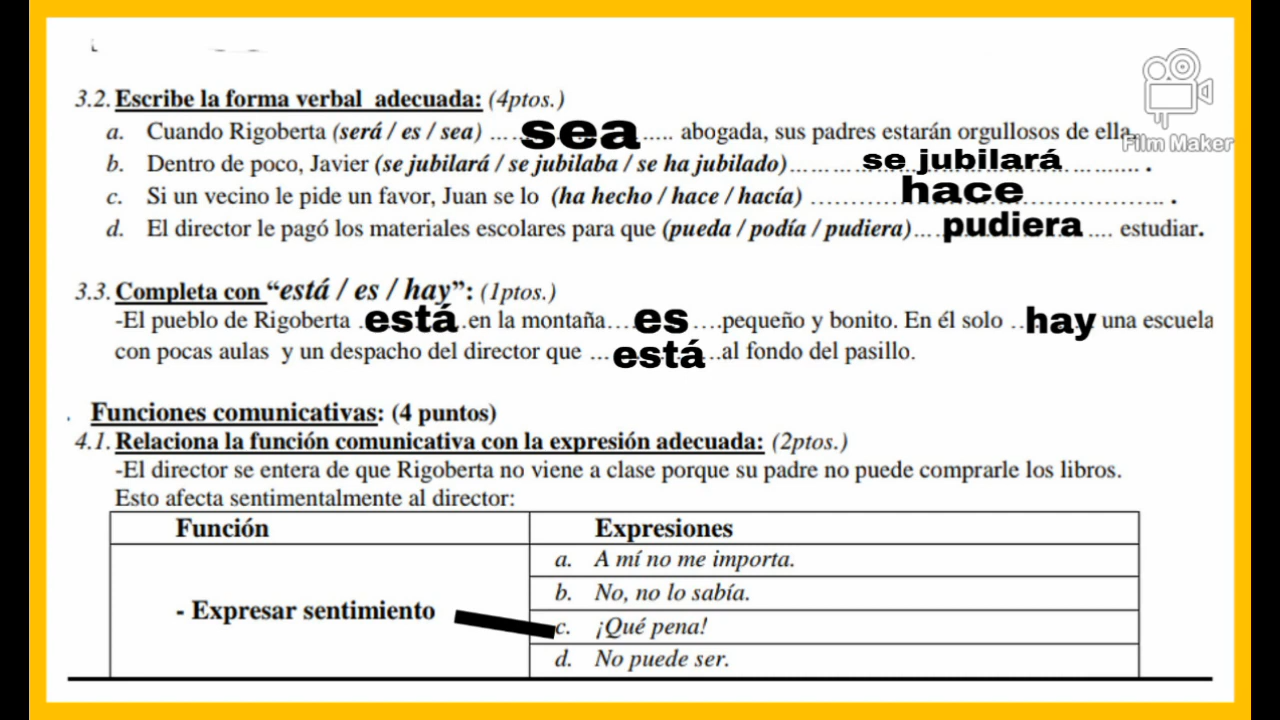 3.2. Escribe la forma verbal adecuada: (4ptos.)
a. Cuando Rigoberta (será / es / sea) ... sea ..... abogada, sus padres estarán orgullosos de ella.
Film Maker
b. Dentro de poco, Javier (se jubilará / se jubilaba / se ha jubilado)... se jubilará ....... .
c. Si un vecino le pide un favor, Juan se lo (ha hecho / hace / hacía) ... hace ... .
d. El director le pagó los materiales escolares para que (pueda / podía / pudiera)... pudiera .... estudiar.
3.3. Completa con “está / es / hay”: (1ptos.)
-El pueblo de Rigoberta .está..en la montaña....es....pequeño y bonito. En él solo ..hay.. una escuela
con pocas aulas y un despacho del director que ...está...al fondo del pasillo.
. Funciones comunicativas: (4 puntos)
4.1. Relaciona la función comunicativa con la expresión adecuada: (2ptos.)
-El director se entera de que Rigoberta no viene a clase porque su padre no puede comprarle los libros.
Esto afecta sentimentalmente al director:
Función Expresiones
a. A mí no me importa.
b. No, no lo sabía.
- Expresar sentimiento
c. ¡Qué pena!
d. No puede ser.